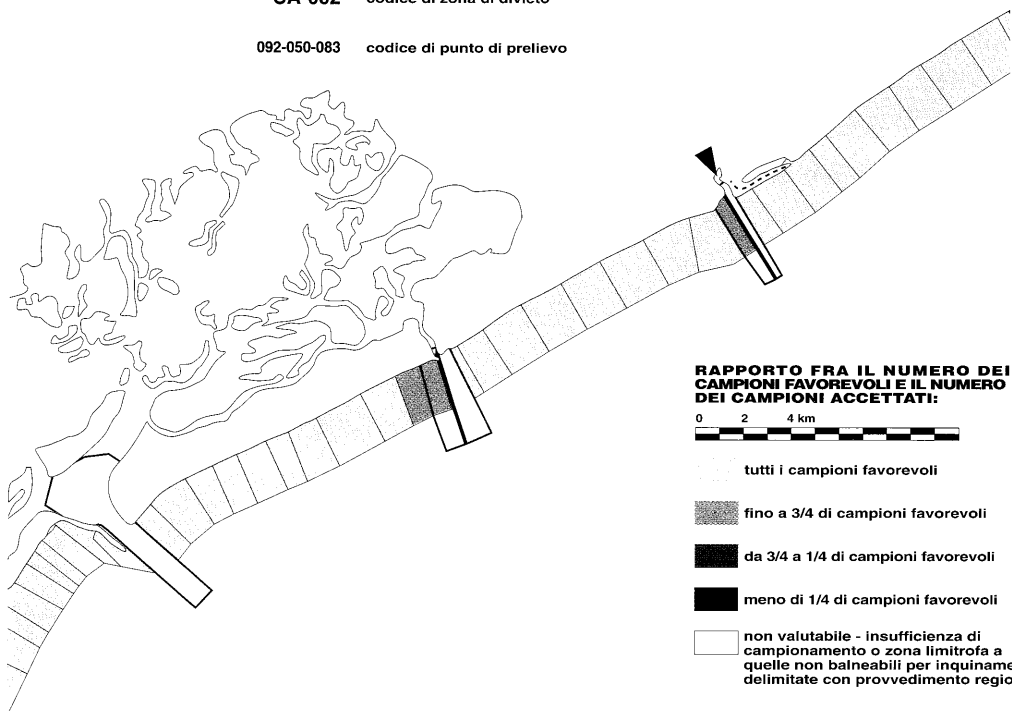 codice di zona di divieto
092-050-083 codice di punto di prelievo
RAPPORTO FRA IL NUMERO DEI
CAMPIONI FAVOREVOLI E IL NUMERO
DEI CAMPIONI ACCETTATI:
0 2 4 km
tutti i campioni favorevoli
fino a 3/4 di campioni favorevoli
da 3/4 a 1/4 di campioni favorevoli
meno di 1/4 di campioni favorevoli
non valutabile - insufficienza di
campionamento o zona limitrofa a
quelle non balneabili per
delimitate con provvedimento